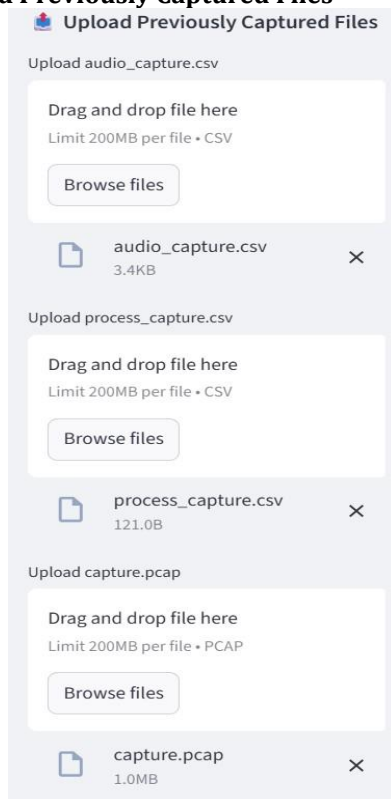 Previously Captured Files
Upload Previously Captured Files
Upload audio_capture.csv
Drag and drop file here
Limit 200MB per file • CSV
Browse files
audio_capture.csv
3.4KB
Upload process_capture.csv
Drag and drop file here
Limit 200MB per file • CSV
Browse files
process_capture.csv
121.0B
Upload capture.pcap
Drag and drop file here
Limit 200MB per file • PCAP
Browse files
capture.pcap
1.0MB